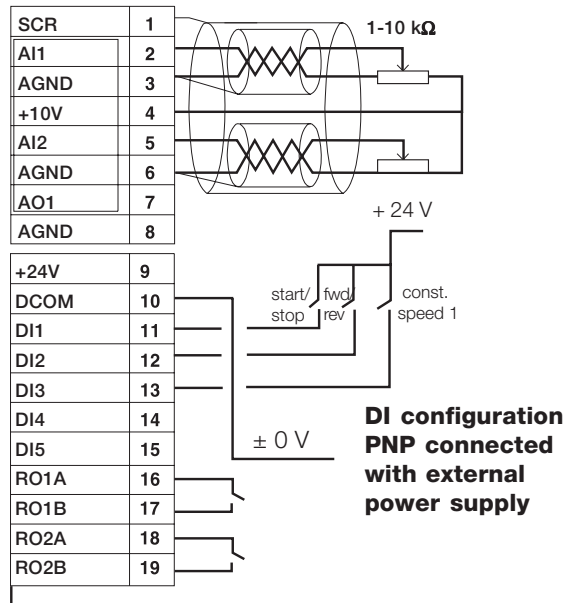 SCR 1
AI1 2
AGND 3
+10V 4
AI2 5
AGND 6
AO1 7
AGND 8
1-10 kΩ
+ 24 V
+24V 9
DCOM 10
DI1 11
DI2 12
DI3 13
DI4 14
DI5 15
RO1A 16
RO1B 17
RO2A 18
RO2B 19
start/
stop
fwd/
rev
const.
speed 1
± 0 V
DI configuration
PNP connected
with external
power supply